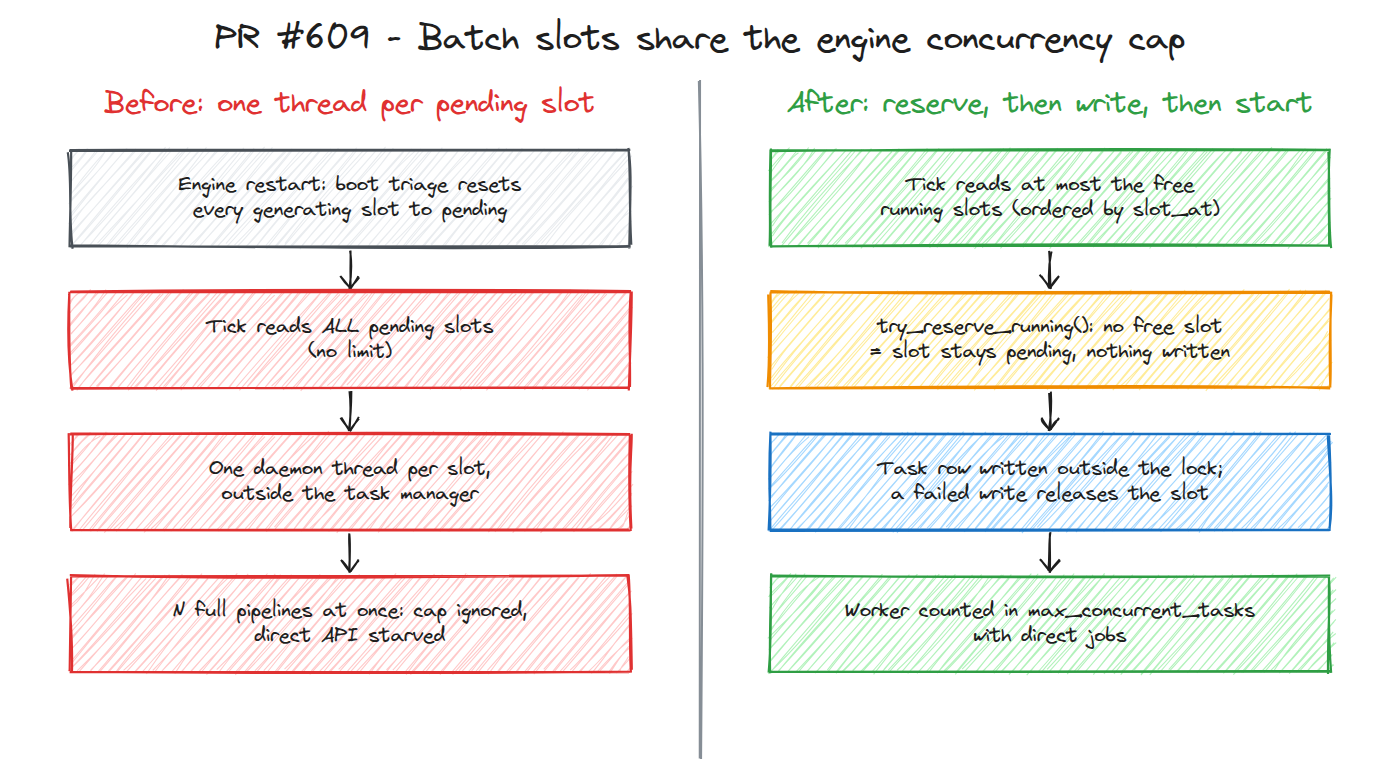 PR #609 - Batch slots share the engine concurrency cap
Before: one thread per pending slot
Engine restart: boot triage resets
every generating slot to pending
Tick reads ALL pending slots
(no limit)
One daemon thread per slot,
outside the task manager
N full pipelines at once: cap ignored,
direct API starved
After: reserve, then write, then start
Tick reads at most the free
running slots (ordered by slot_at)
try_reserve_running(): no free slot
= slot stays pending, nothing written
Task row written outside the lock;
a failed write releases the slot
Worker counted in max_concurrent_tasks
with direct jobs